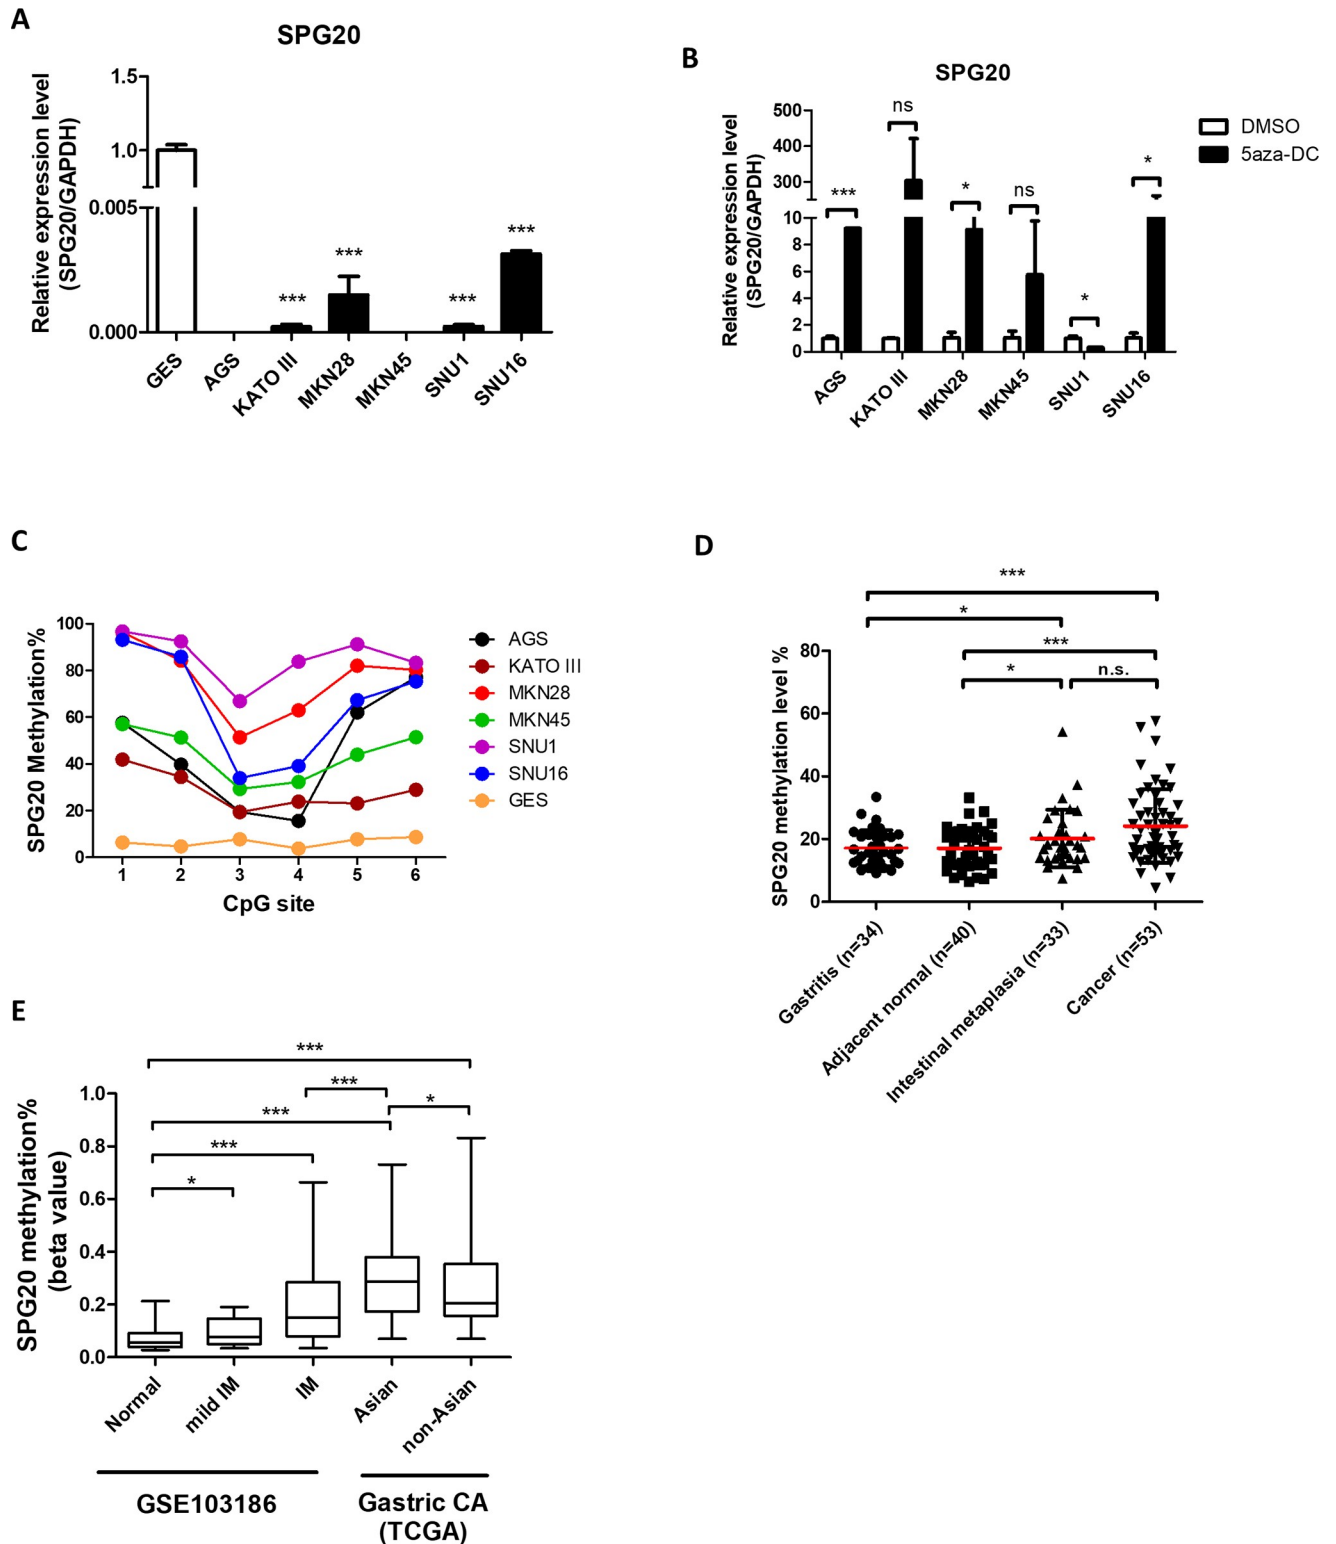 A
SPG20
Relative expression level
(SPG20/GAPDH)
1.5
1.0
0.005
0.000
***
***
***
***
GES
AGS
KATO III
MKN28
MKN45
SNU1
SNU16
B
SPG20
Relative expression level
(SPG20/GAPDH)
500
400
300
200
10
8
6
4
2
0
***
ns
*
ns
*
*
DMSO
5aza-DC
AGS
KATO III
MKN28
MKN45
SNU1
SNU16
C
SPG20 Methylation%
100
80
60
40
20
0
1 2 3 4 5 6
CpG site
AGS
KATO III
MKN28
MKN45
SNU1
SNU16
GES
D
***
*
***
*
n.s.
SPG20 methylation level %
80
60
40
20
0
Gastritis (n=34)
Adjacent normal (n=40)
Intestinal metaplasia (n=33)
Cancer (n=53)
E
***
***
***
*
***
*
SPG20 methylation%
(beta value)
1.0
0.8
0.6
0.4
0.2
0.0
Normal
mild IM
IM
Asian
non-Asian
GSE103186
Gastric CA
(TCGA)